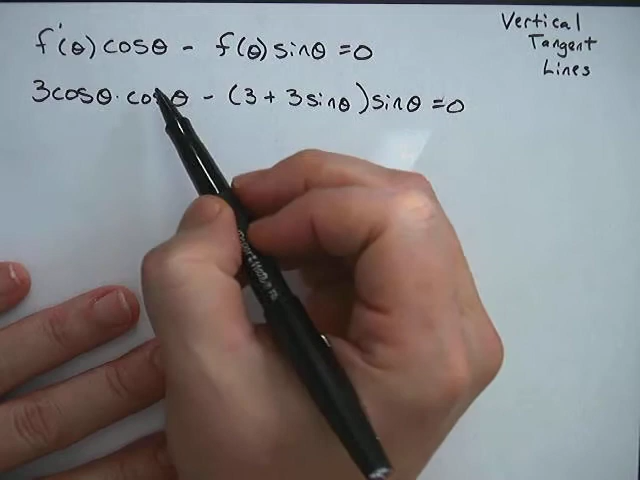 f'(θ)cosθ - f(θ)sinθ = 0
3cosθ · cosθ - (3 + 3sinθ)sinθ = 0
Vertical
Tangent
Lines